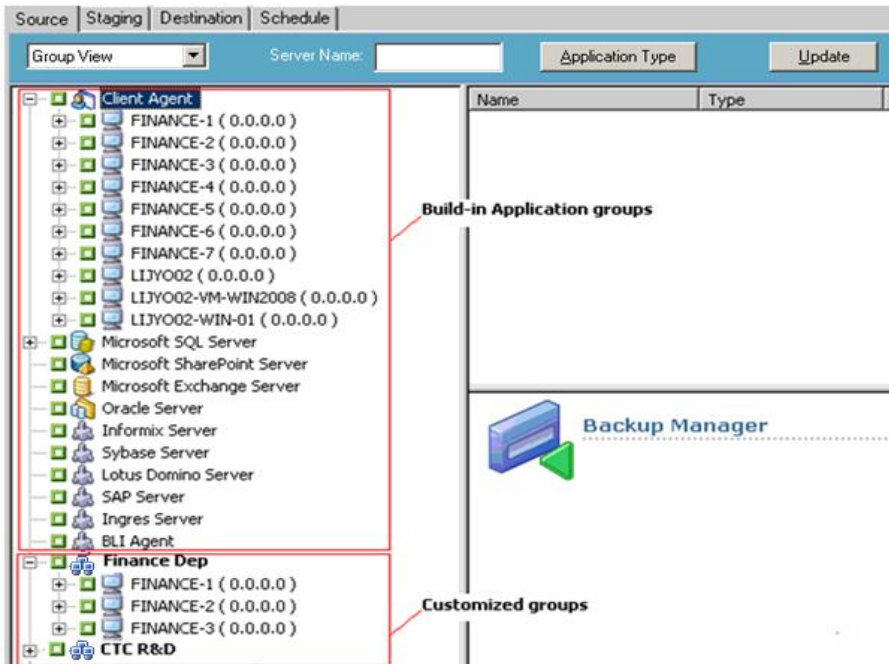 Source Staging Destination Schedule
Group View Server Name: Application Type Update
Client Agent
FINANCE-1 ( 0.0.0.0 )
FINANCE-2 ( 0.0.0.0 )
FINANCE-3 ( 0.0.0.0 )
FINANCE-4 ( 0.0.0.0 )
FINANCE-5 ( 0.0.0.0 )
FINANCE-6 ( 0.0.0.0 )
FINANCE-7 ( 0.0.0.0 )
LIJYO02 ( 0.0.0.0 )
LIJYO02-VM-WIN2008 ( 0.0.0.0 )
LIJYO02-WIN-01 ( 0.0.0.0 )
Microsoft SQL Server
Microsoft SharePoint Server
Microsoft Exchange Server
Oracle Server
Informix Server
Sybase Server
Lotus Domino Server
SAP Server
Ingres Server
BLI Agent
Finance Dep
FINANCE-1 ( 0.0.0.0 )
FINANCE-2 ( 0.0.0.0 )
FINANCE-3 ( 0.0.0.0 )
CTC R&D
Name Type
Build-in Application groups
Backup Manager
Customized groups